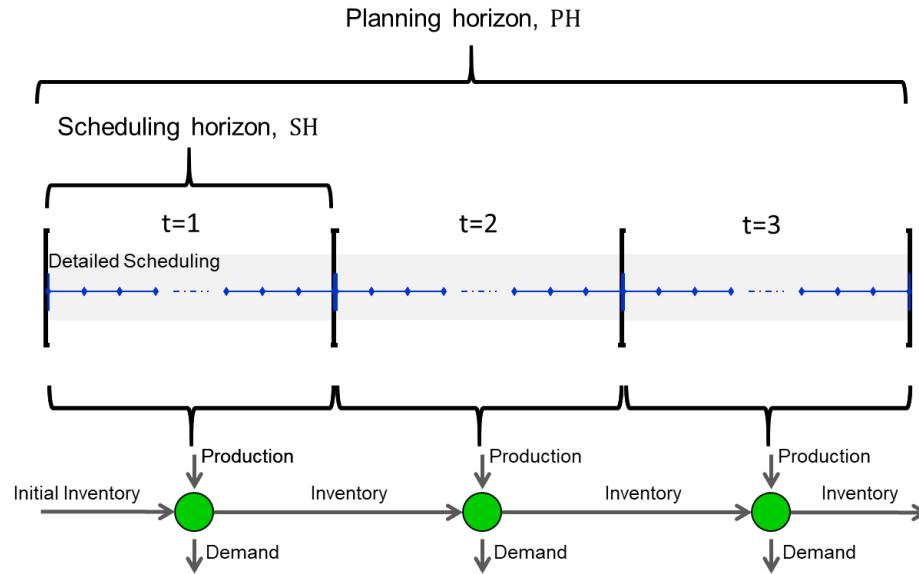 Planning horizon, PH
Scheduling horizon, SH
t=1
t=2
t=3
Detailed Scheduling
Production
Production
Production
Initial Inventory
Inventory
Inventory
Inventory
Demand
Demand
Demand